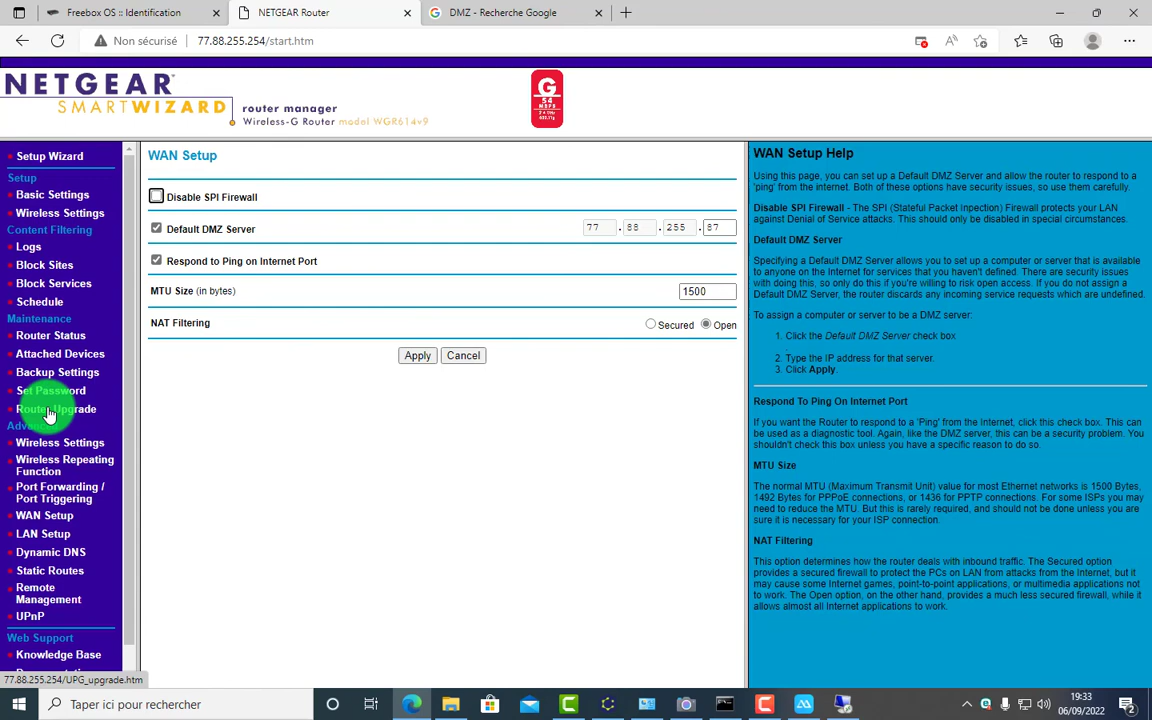 Freebox OS :: Identification
NETGEAR Router
DMZ - Recherche Google
Non sécurisé
77.88.255.254/start.htm
NETGEAR
SMARTWIZARD
router manager
Wireless-G Router model WGR614v9
G
54
MBPS
2.4 GHz
802.11g
Setup Wizard
Setup
Basic Settings
Wireless Settings
Content Filtering
Logs
Block Sites
Block Services
Schedule
Maintenance
Router Status
Attached Devices
Backup Settings
Set Password
Router Upgrade
Wireless Settings
Wireless Repeating
Function
Port Forwarding /
Port Triggering
WAN Setup
LAN Setup
Dynamic DNS
Static Routes
Remote
Management
UPnP
Web Support
Knowledge Base
77.88.255.254/UPG_upgrade.htm
WAN Setup
Disable SPI Firewall
Default DMZ Server 77 . 88 . 255 . 87
Respond to Ping on Internet Port
MTU Size (in bytes) 1500
NAT Filtering Secured Open
Apply Cancel
WAN Setup Help
Using this page, you can set up a Default DMZ Server and allow the router to respond to a
'ping' from the internet. Both of these options have security issues, so use them carefully.
Disable SPI Firewall - The SPI (Stateful Packet Inpection) Firewall protects your LAN
against Denial of Service attacks. This should only be disabled in special circumstances.
Default DMZ Server
Specifying a Default DMZ Server allows you to set up a computer or server that is available
to anyone on the Internet for services that you haven't defined. There are security issues
with doing this, so only do this if you're willing to risk open access. If you do not assign a
Default DMZ Server, the router discards any incoming service requests which are undefined.
To assign a computer or server to be a DMZ server:
1. Click the Default DMZ Server check box
2. Type the IP address for that server.
3. Click Apply.
Respond To Ping On Internet Port
If you want the Router to respond to a 'Ping' from the Internet, click this check box. This can
be used as a diagnostic tool. Again, like the DMZ server, this can be a security problem. You
shouldn't check this box unless you have a specific reason to do so.
MTU Size
The normal MTU (Maximum Transmit Unit) value for most Ethernet networks is 1500 Bytes,
1492 Bytes for PPPoE connections, or 1436 for PPTP connections. For some ISPs you may
need to reduce the MTU. But this is rarely required, and should not be done unless you are
sure it is necessary for your ISP connection.
NAT Filtering
This option determines how the router deals with inbound traffic. The Secured option
provides a secured firewall to protect the PCs on LAN from attacks from the Internet, but it
may cause some Internet games, point-to-point applications, or multimedia applications not
to work. The Open option, on the other hand, provides a much less secured firewall, while it
allows almost all Internet applications to work.
Taper ici pour rechercher
19:33
06/09/2022
2